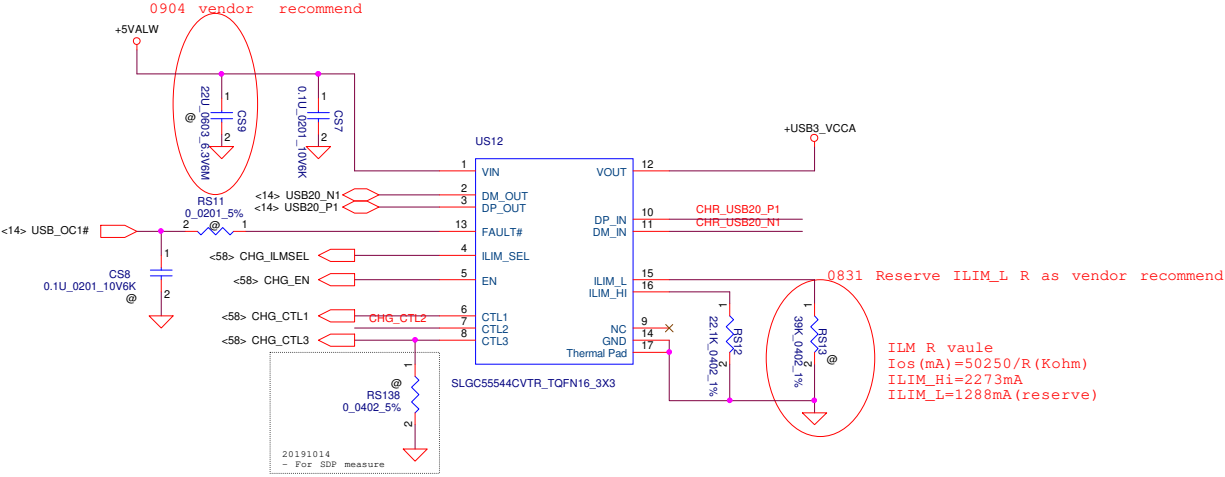 0904 vendor recommend
+5VALW
1
22U_0603_6.3V6M
@
CS9
2
1
0.1U_0201_10V6K
CS7
2
+USB3_VCCA
US12
1 VIN
VOUT 12
<14> USB20_N1 2 DM_OUT
<14> USB20_P1 3 DP_OUT
RS11
0_0201_5%
DP_IN 10 CHR_USB20_P1
DM_IN 11 CHR_USB20_N1
<14> USB_OC1# 2 @ 1 13 FAULT#
<58> CHG_ILMSEL 4 ILIM_SEL
1
CS8
0.1U_0201_10V6K
@
2
<58> CHG_EN 5 EN
ILIM_L 15
ILIM_HI 16
0831 Reserve ILIM_L R as vendor recommend
<58> CHG_CTL1 6 CTL1
CHG_CTL2 7 CTL2
<58> CHG_CTL3 8 CTL3
NC 9
GND 14
Thermal Pad 17
1
RS12
22.1K_0402_1%
2
1
RS13
39K_0402_1%
@
2
ILM R vaule
Ios(mA)=50250/R(Kohm)
ILIM_Hi=2273mA
ILIM_L=1288mA(reserve)
SLGC55544CVTR_TQFN16_3X3
1
@
RS138
0_0402_5%
2
20191014
- For SDP measure